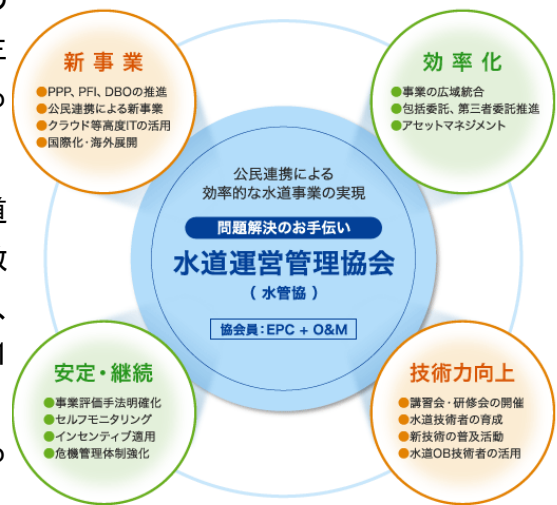 新事業
●PPP、PFI、DBOの推進
●公民連携による新事業
●クラウド等高度ITの活用
●国際化・海外展開
効率化
●事業の広域統合
●包括委託、第三者委託推進
●アセットマネジメント
公民連携による
効率的な水道事業の実現
問題解決のお手伝い
水道運営管理協会
（水管協）
協会員：EPC + O&M
安定・継続
●事業評価手法明確化
●セルフモニタリング
●インセンティブ適用
●危機管理体制強化
技術力向上
●講習会・研修会の開催
●水道技術者の育成
●新技術の普及活動
●水道OB技術者の活用
道